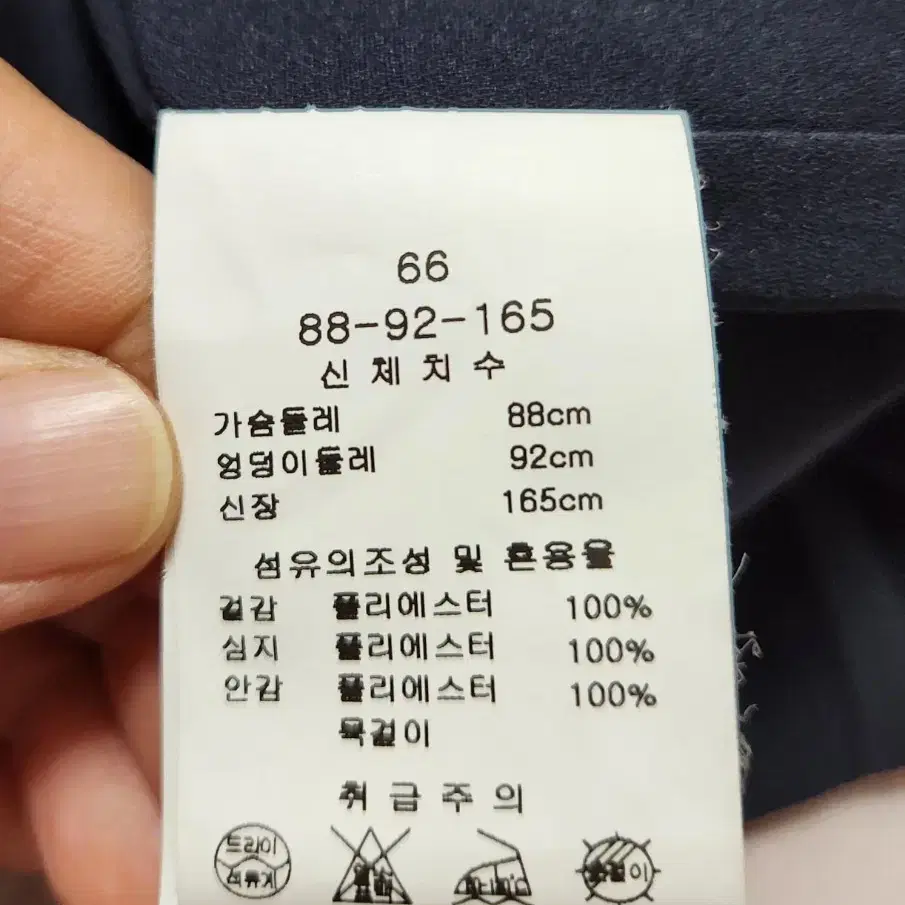 66
88-92-165
신체치수
가슴둘레 88cm
엉덩이둘레 92cm
신장 165cm
섬유의조성 및 혼용율
겉감 폴리에스터 100%
심지 폴리에스터 100%
안감 폴리에스터 100%
목걸이
취급주의
드라이
석유계